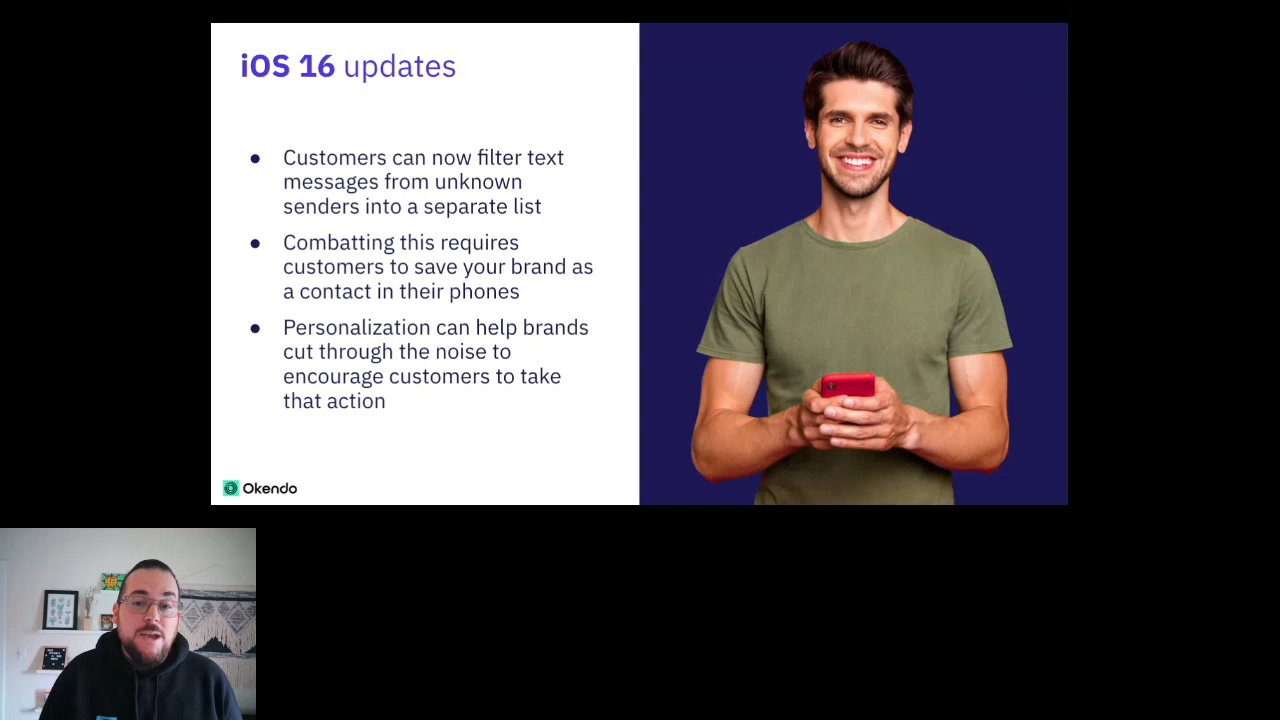 iOS 16 updates
● Customers can now filter text
messages from unknown
senders into a separate list
● Combatting this requires
customers to save your brand as
a contact in their phones
● Personalization can help brands
cut through the noise to
encourage customers to take
that action
Okendo